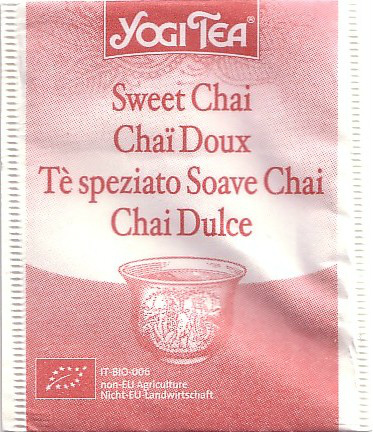 YOGI TEA®
Sweet Chai
Chaï Doux
Tè speziato Soave Chai
Chai Dulce
IT-BIO-006
non-EU Agriculture
Nicht-EU-Landwirtschaft